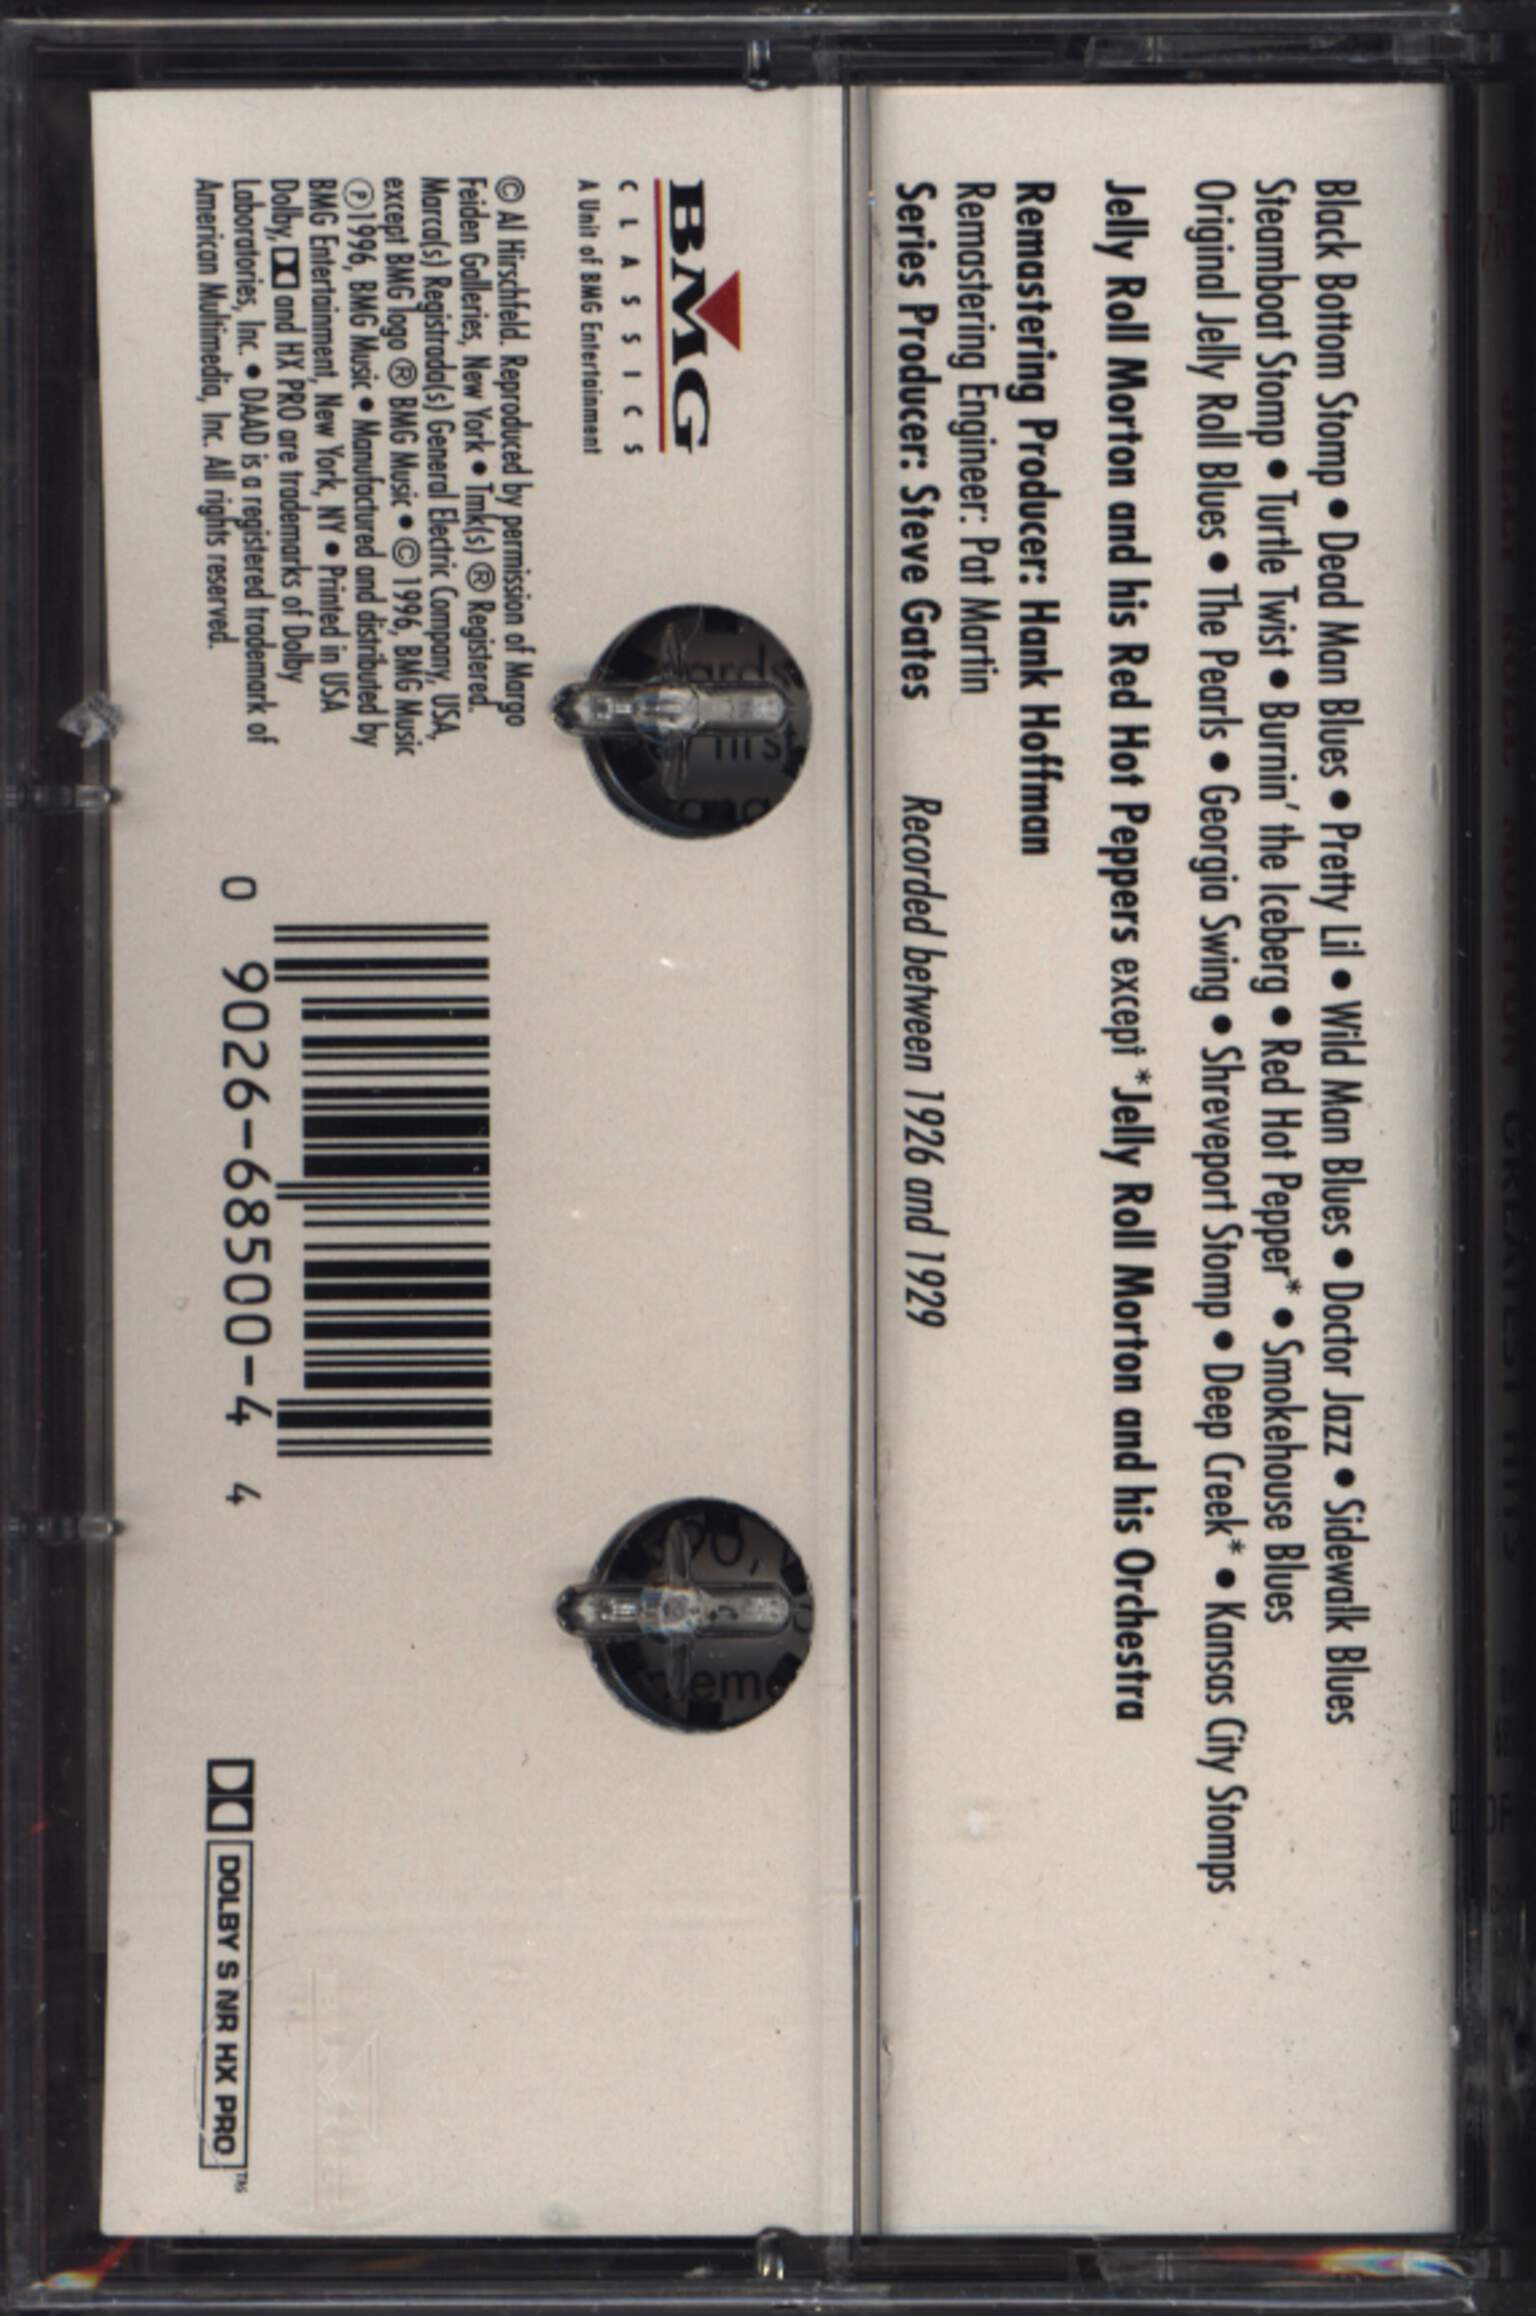 Black Bottom Stomp • Dead Man Blues • Pretty Lil • Wild Man Blues • Doctor Jazz • Sidewalk Blues
Steamboat Stomp • Turtle Twist • Burnin' the Iceberg • Red Hot Pepper* • Smokehouse Blues
Original Jelly Roll Blues • The Pearls • Georgia Swing • Shreveport Stomp • Deep Creek* • Kansas City Stomps
Jelly Roll Morton and his Red Hot Peppers except *Jelly Roll Morton and his Orchestra
Remastering Producer: Hank Hoffman
Remastering Engineer: Pat Martin
Series Producer: Steve Gates Recorded between 1926 and 1929
BMG
CLASSICS
A Unit of BMG Entertainment
© Al Hirschfeld. Reproduced by permission of Margo
Feiden Galleries, New York • Tmk(s) ® Registered.
Marca(s) Registrada(s) General Electric Company, USA,
except BMG logo ® BMG Music • © 1996, BMG Music
℗1996, BMG Music • Manufactured and distributed by
BMG Entertainment, New York, NY • Printed in USA
Dolby, and HX PRO are trademarks of Dolby
Laboratories, Inc. • DAAD is a registered trademark of
American Multimedia, Inc. All rights reserved.
0 9026-68500-4 4
DOLBY S NR HX PRO™